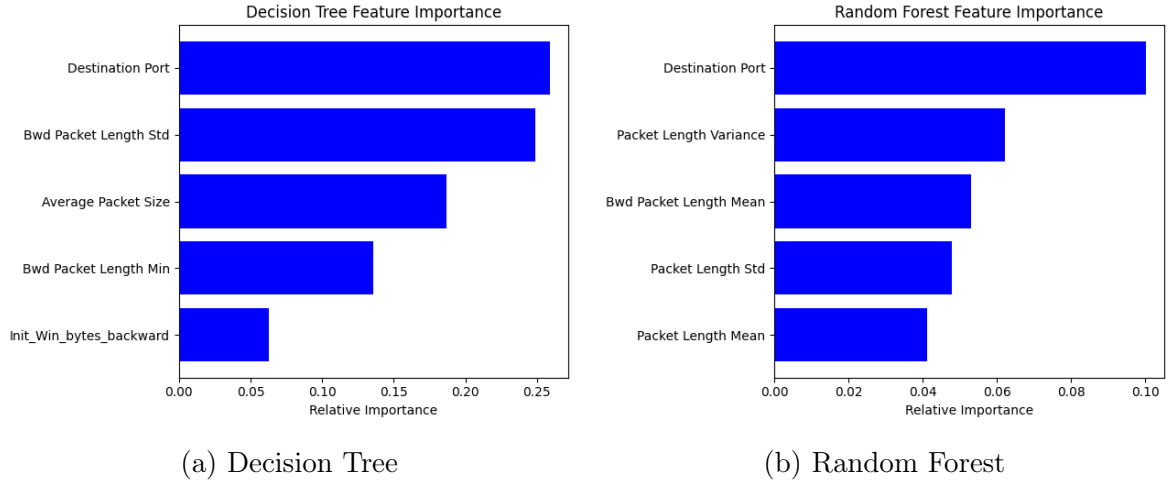 Decision Tree Feature Importance
Destination Port
Bwd Packet Length Std
Average Packet Size
Bwd Packet Length Min
Init_Win_bytes_backward
0.00 0.05 0.10 0.15 0.20 0.25
Relative Importance
(a) Decision Tree
Random Forest Feature Importance
Destination Port
Packet Length Variance
Bwd Packet Length Mean
Packet Length Std
Packet Length Mean
0.00 0.02 0.04 0.06 0.08 0.10
Relative Importance
(b) Random Forest